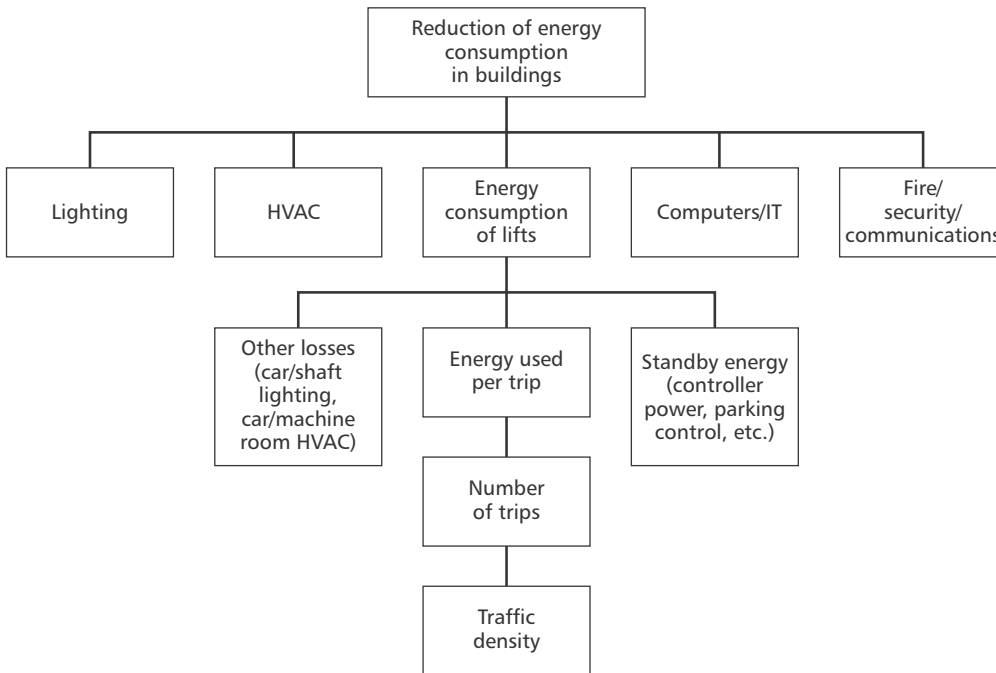 Reduction of energy
consumption
in buildings
Lighting
HVAC
Energy
consumption
of lifts
Computers/IT
Fire/
security/
communications
Other losses
(car/shaft
lighting,
car/machine
room HVAC)
Energy used
per trip
Standby energy
(controller
power, parking
control, etc.)
Number
of trips
Traffic
density